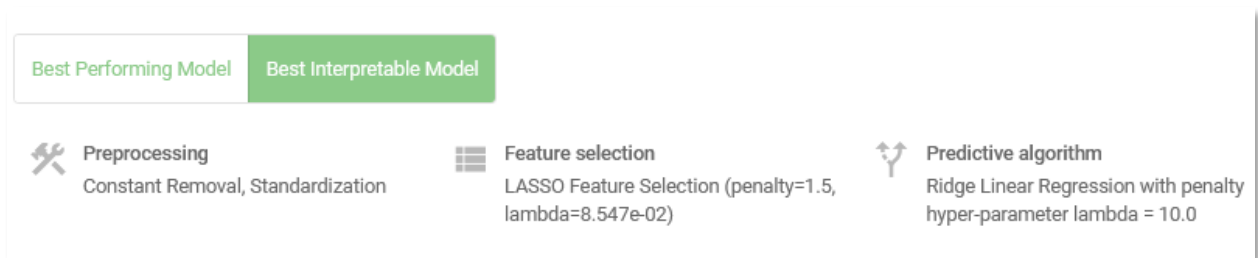 Best Performing Model
Best Interpretable Model
Preprocessing
Constant Removal, Standardization
Feature selection
LASSO Feature Selection (penalty=1.5,
lambda=8.547e-02)
Predictive algorithm
Ridge Linear Regression with penalty
hyper-parameter lambda = 10.0